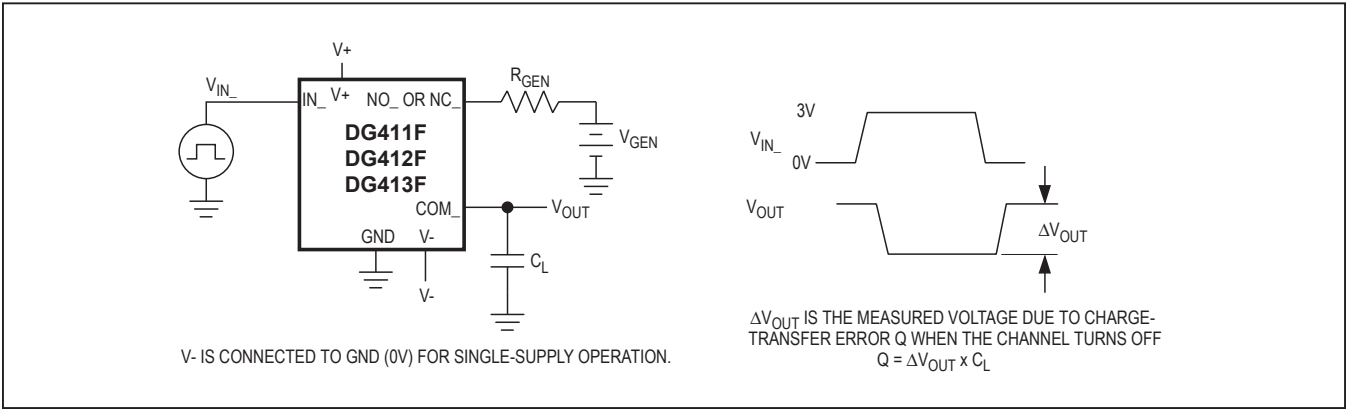 V+
V_IN_
IN_ V+ NO_ OR NC_
R_GEN
DG411F
DG412F
DG413F
V_GEN
COM_
V_OUT
GND V-
C_L
V-
V- IS CONNECTED TO GND (0V) FOR SINGLE-SUPPLY OPERATION.
3V
V_IN_
0V
V_OUT
ΔV_OUT
ΔV_OUT IS THE MEASURED VOLTAGE DUE TO CHARGE-
TRANSFER ERROR Q WHEN THE CHANNEL TURNS OFF
Q = ΔV_OUT x C_L